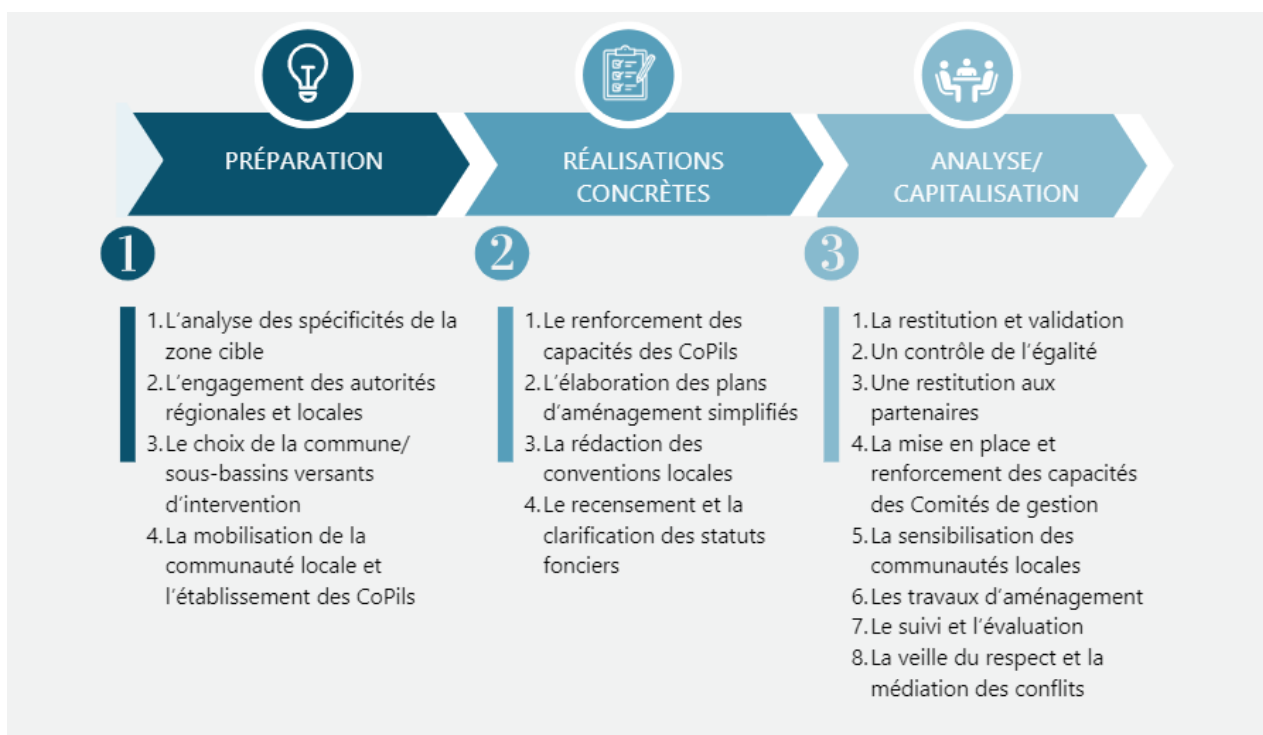 PRÉPARATION
RÉALISATIONS
CONCRÈTES
ANALYSE/
CAPITALISATION
1
1.L'analyse des spécificités de la
zone cible
2.L'engagement des autorités
régionales et locales
3.Le choix de la commune/
sous-bassins versants
d'intervention
4.La mobilisation de la
communauté locale et
l'établissement des CoPils
2
1.Le renforcement des
capacités des CoPils
2.L'élaboration des plans
d'aménagement simplifiés
3.La rédaction des
conventions locales
4.Le recensement et la
clarification des statuts
fonciers
3
1.La restitution et validation
2.Un contrôle de l'égalité
3.Une restitution aux
partenaires
4.La mise en place et
renforcement des capacités
des Comités de gestion
5.La sensibilisation des
communautés locales
6.Les travaux d'aménagement
7.Le suivi et l'évaluation
8.La veille du respect et la
médiation des conflits